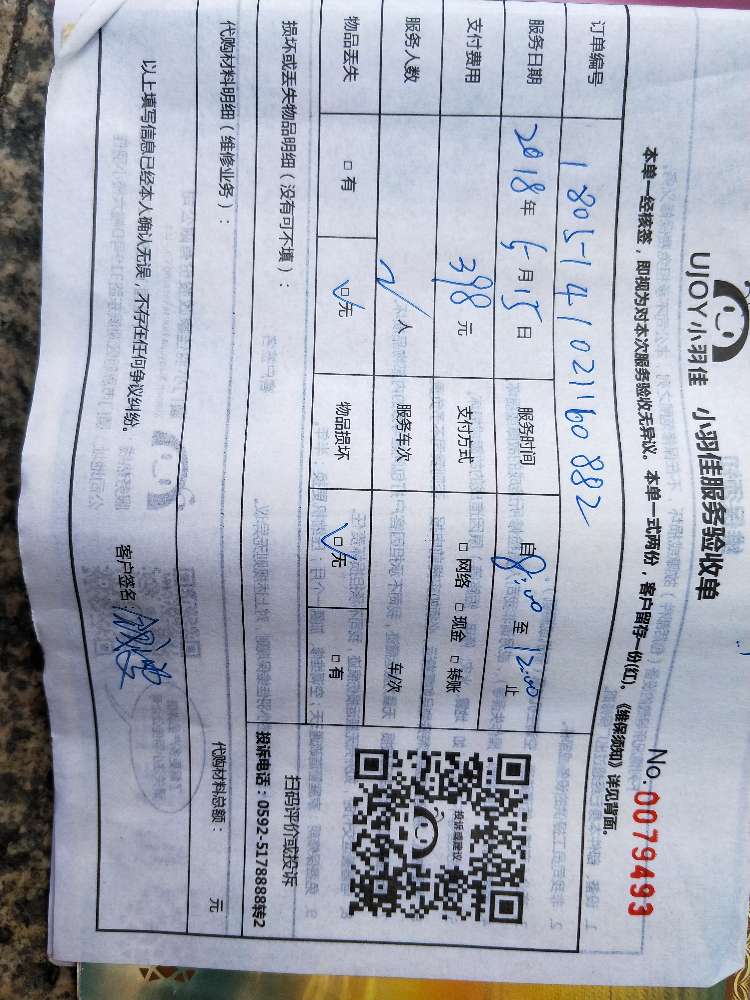 UJOY小羽佳 小羽佳服务验收单
No.0079493
本单一经核签，即视为对本次服务验收无异议。本单一式两份，客户留存一份(红)。《维保须知》详见背面。
订单编号 1805141021160882
服务日期 2018年5月15日 服务时间 自8:00至12:00止
支付费用 398元 支付方式 □网络 □现金 □转账
服务人数 2人 服务车次 车/次
物品丢失 □有 □无 物品损坏 □无 □有
损坏或丢失物品明细（没有可不填）：
投诉或建议
扫码评价或投诉
投诉电话：0592-5178888转2
代购材料明细（维修业务）： 代购材料总额： 元
以上填写信息已经本人确认无误，不存在任何争议纠纷。
客户签名：